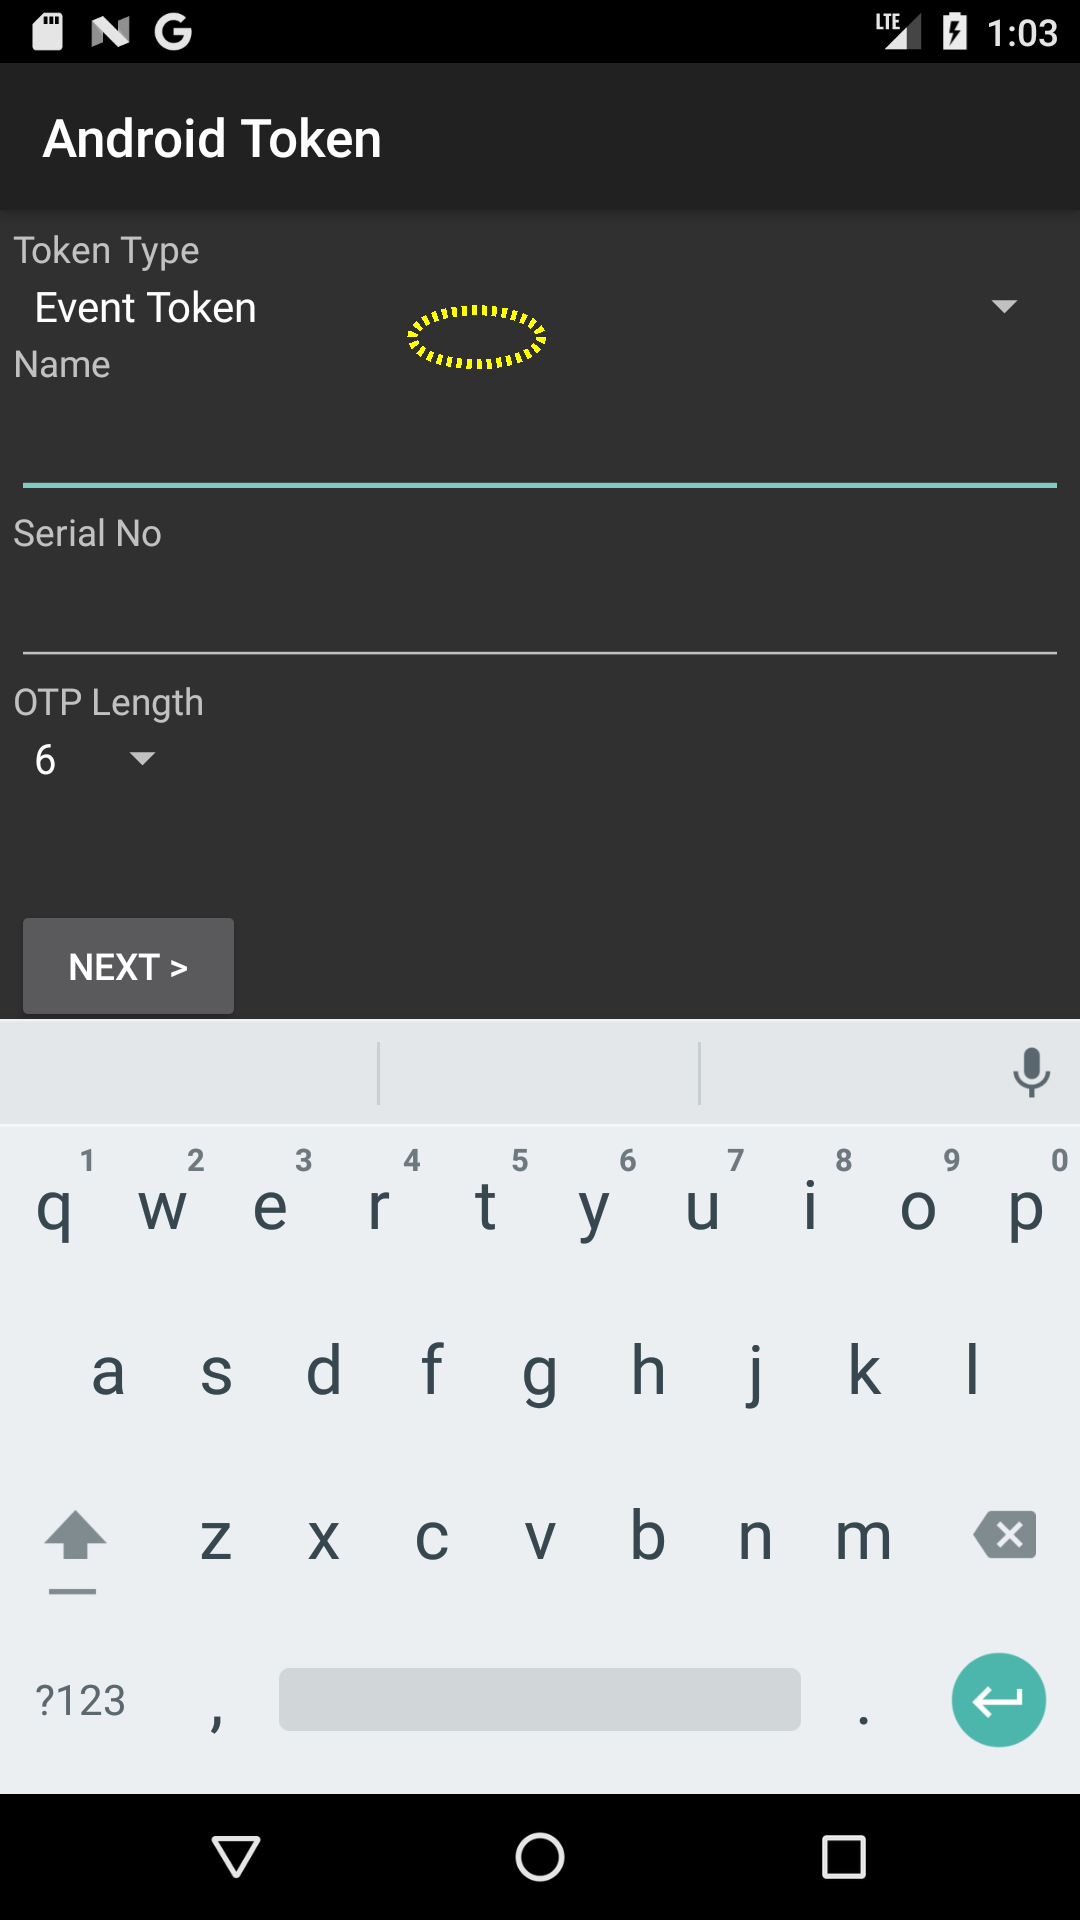 LTE 1:03
Android Token
Token Type
Event Token
Name
Serial No
OTP Length
6
NEXT >
1 2 3 4 5 6 7 8 9 0
q w e r t y u i o p
a s d f g h j k l
z x c v b n m
?123 , .